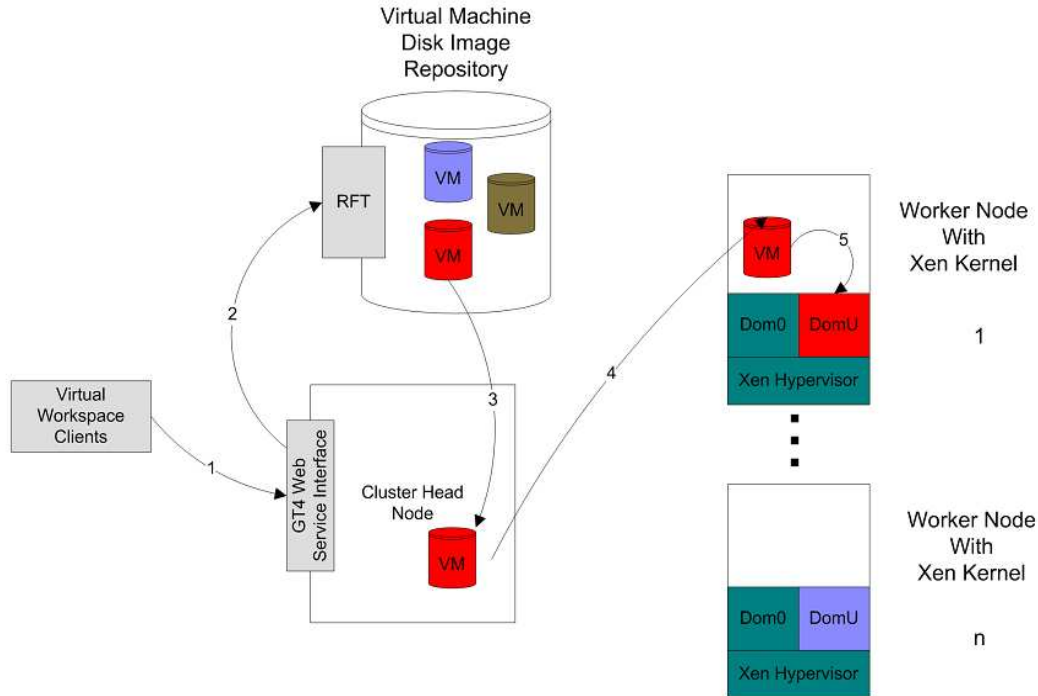 Virtual Machine
Disk Image
Repository
RFT
VM
VM
VM
2
3
Virtual
Workspace
Clients
1
GT4 Web
Service Interface
Cluster Head
Node
VM
4
VM
5
Dom0
DomU
Xen Hypervisor
Worker Node
With
Xen Kernel
1
Dom0
DomU
Xen Hypervisor
Worker Node
With
Xen Kernel
n